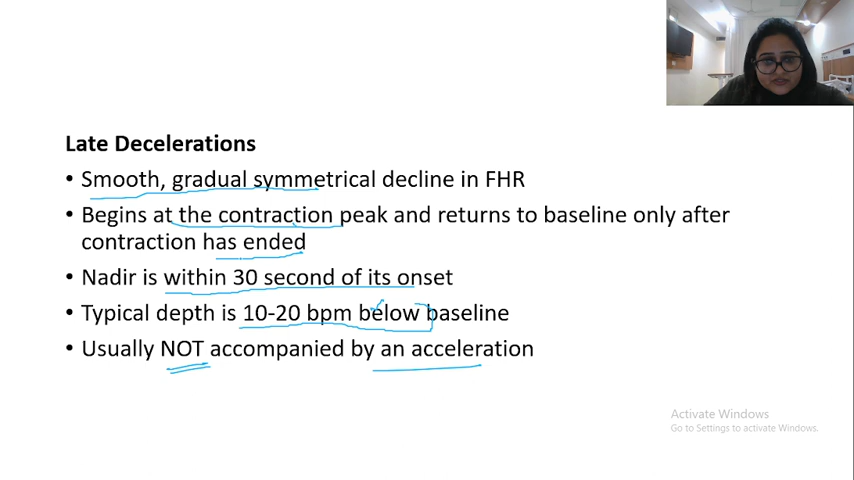 Late Decelerations
• Smooth, gradual symmetrical decline in FHR
• Begins at the contraction peak and returns to baseline only after
contraction has ended
• Nadir is within 30 second of its onset
• Typical depth is 10-20 bpm below baseline
• Usually NOT accompanied by an acceleration
Activate Windows
Go to Settings to activate Windows.